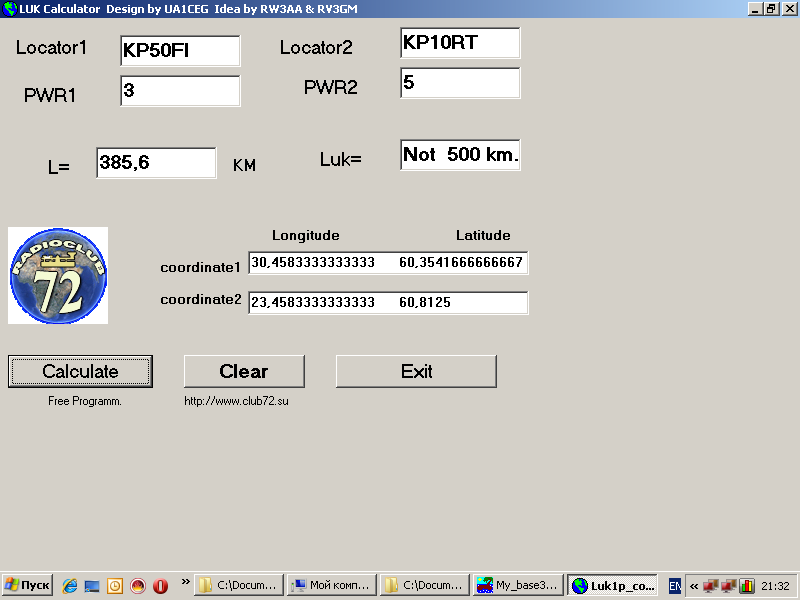 LUK Calculator Design by UA1CEG Idea by RW3AA & RV3GM
Locator1 KP50FI Locator2 KP10RT
PWR1 3 PWR2 5
L= 385,6 KM Luk= Not 500 km.
Longitude Latitude
coordinate1 30,4583333333333 60,3541666666667
coordinate2 23,4583333333333 60,8125
RADIOCLUB
72
Calculate Clear Exit
Free Programm. http://www.club72.su
Пуск » C:\Docum... Мой комп... C:\Docum... My_base3... Luk1p_co... EN « 21:32